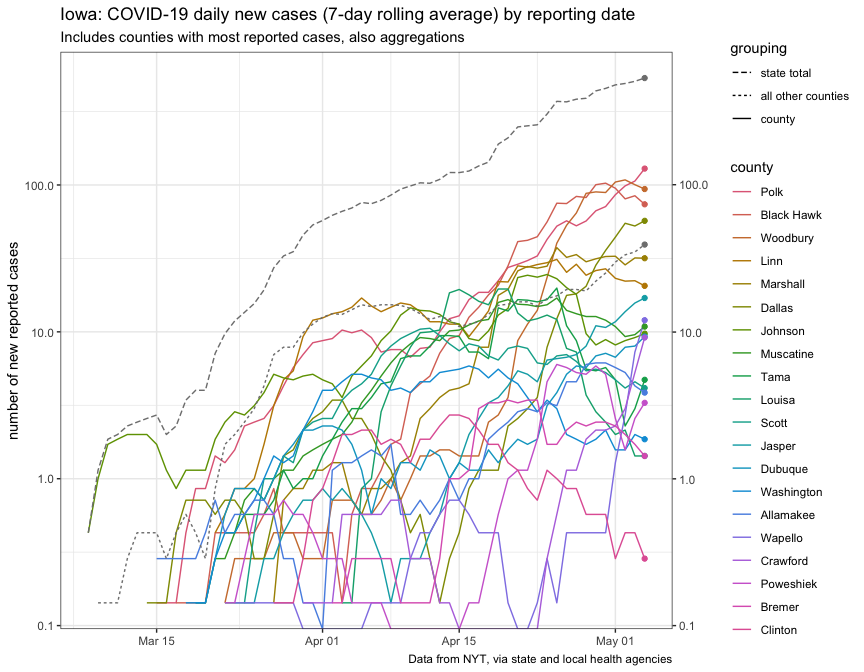 Iowa: COVID-19 daily new cases (7-day rolling average) by reporting date
Includes counties with most reported cases, also aggregations
number of new reported cases
100.0
10.0
1.0
0.1
100.0
10.0
1.0
0.1
Mar 15
Apr 01
Apr 15
May 01
Data from NYT, via state and local health agencies
grouping
state total
all other counties
county
county
Polk
Black Hawk
Woodbury
Linn
Marshall
Dallas
Johnson
Muscatine
Tama
Louisa
Scott
Jasper
Dubuque
Washington
Allamakee
Wapello
Crawford
Poweshiek
Bremer
Clinton